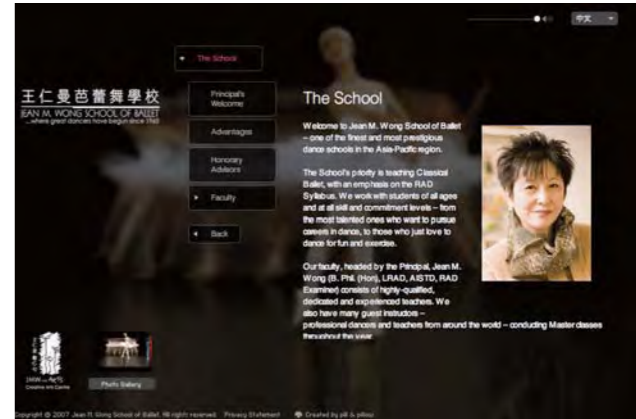 中文
The School
王仁曼芭蕾舞學校
JEAN M. WONG SCHOOL OF BALLET
...where great dancers have begun since 1960
Principal's
Welcome
Advantages
Honorary
Advisors
Faculty
Back
The School
Welcome to Jean M. Wong School of Ballet
– one of the finest and most prestigious
dance schools in the Asia-Pacific region.
The School's priority is teaching Classical
Ballet, with an emphasis on the RAD
Syllabus. We work with students of all ages
and at all skill and commitment levels – from
the most talented ones who want to pursue
careers in dance, to those who just love to
dance for fun and exercise.
Our faculty, headed by the Principal, Jean M.
Wong (B. Phil. (Hon), LRAD, AISTD, RAD
Examiner) consists of highly-qualified,
dedicated and experienced teachers. We
also have many guest instructors –
professional dancers and teachers from around the world – conducting Master classes
throughout the year.
Creative Arts Centre
Photo Gallery
Copyright @ 2007 Jean M. Wong School of Ballet. All rights reserved. Privacy Statement
Created by pill & pillow